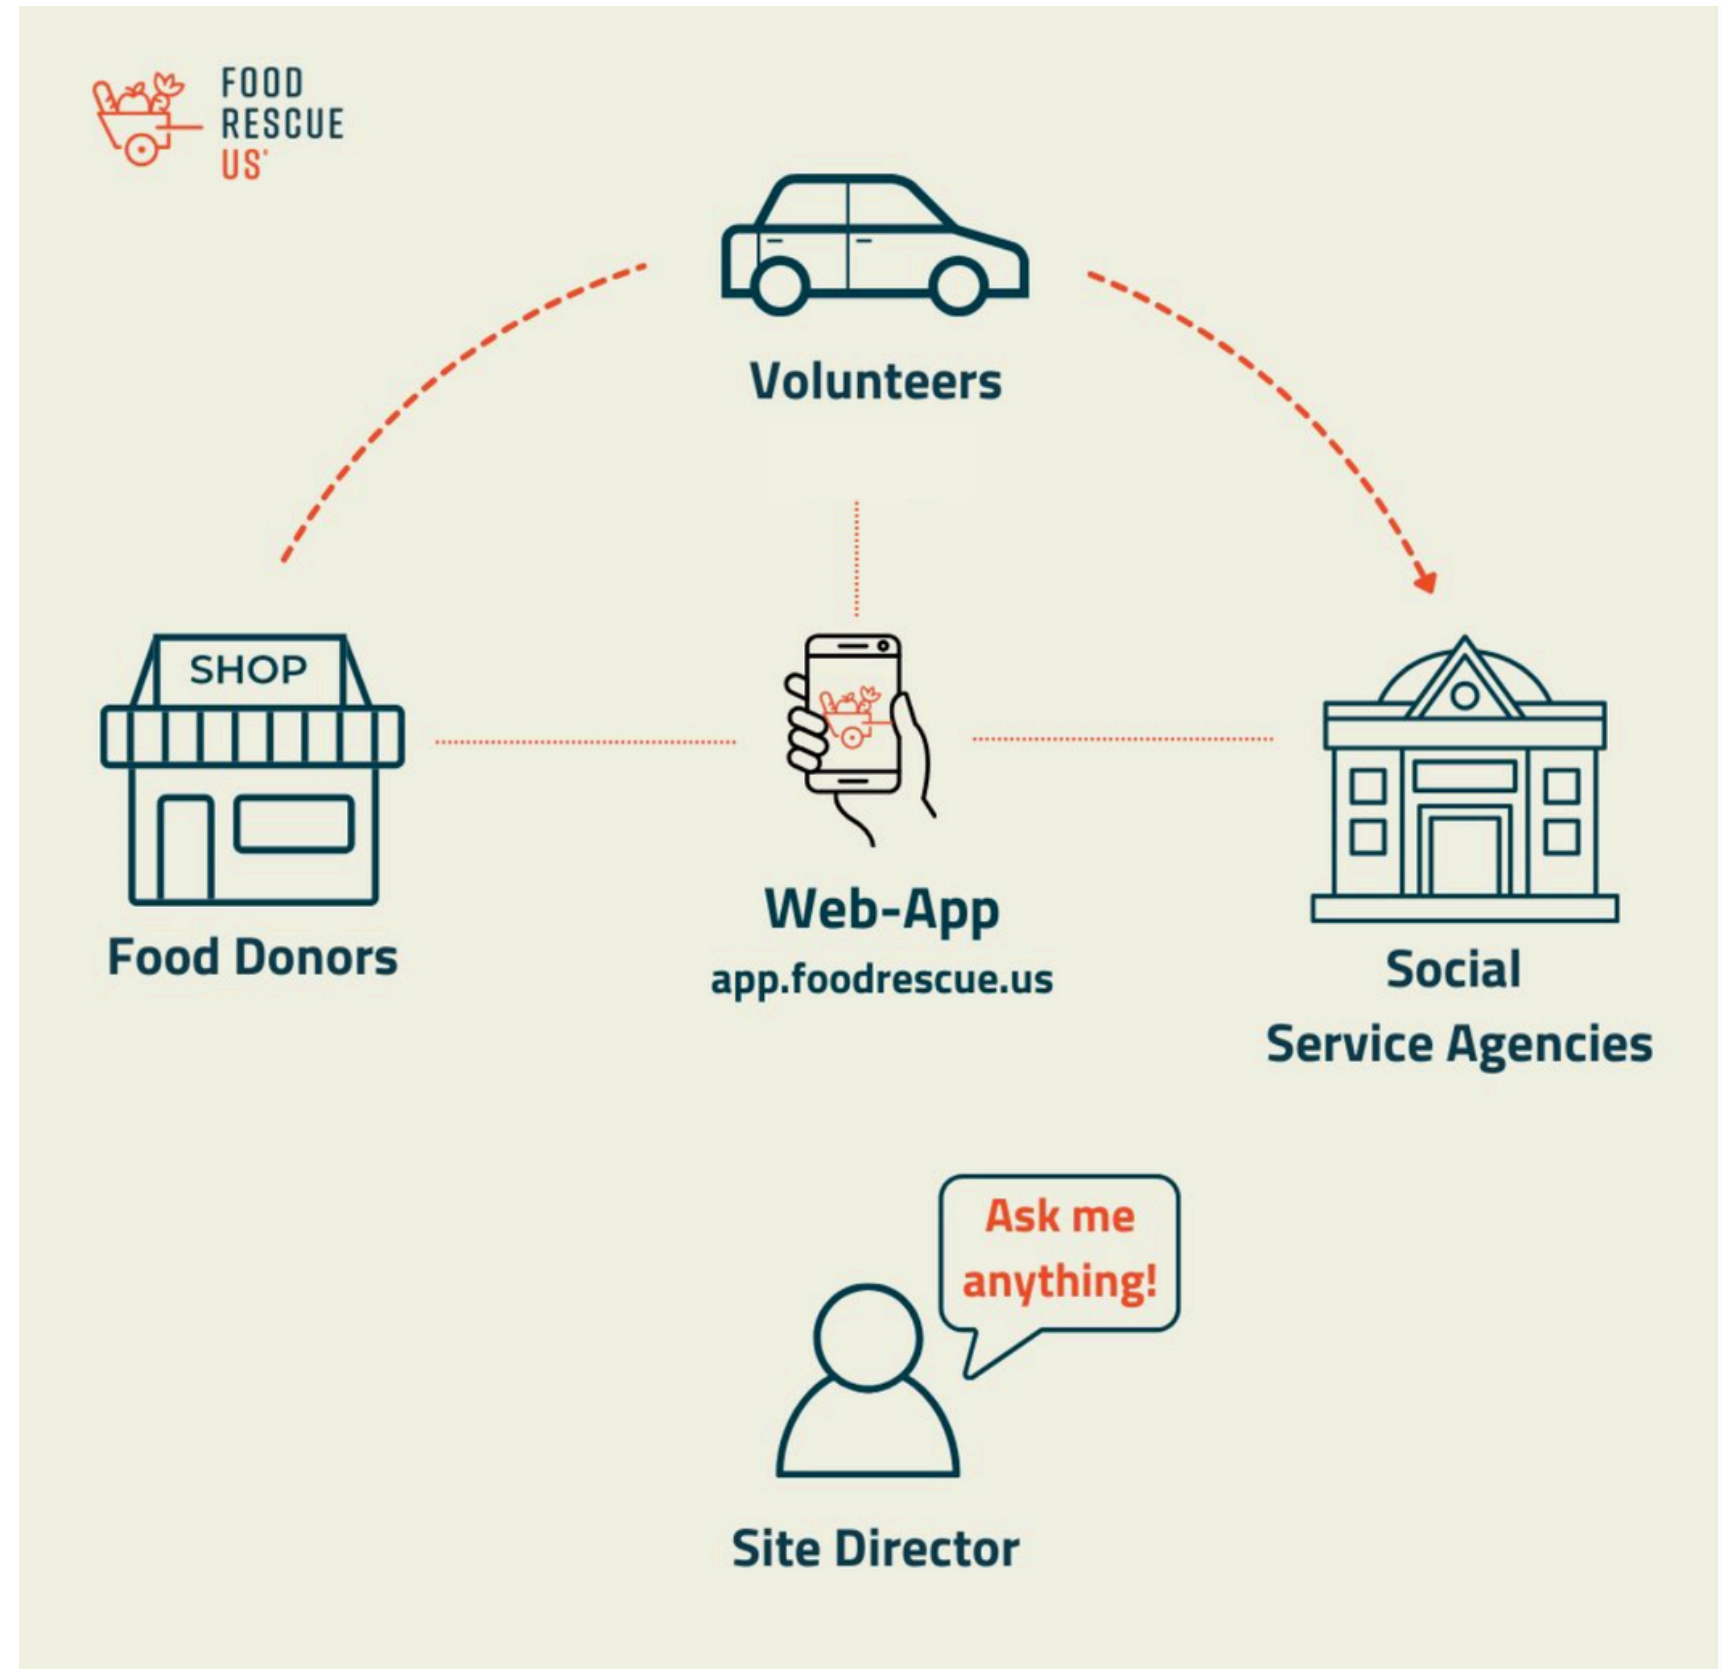 FOOD
RESCUE
US
Volunteers
SHOP
Food Donors
Web-App
app.foodrescue.us
Social
Service Agencies
Ask me
anything!
Site Director